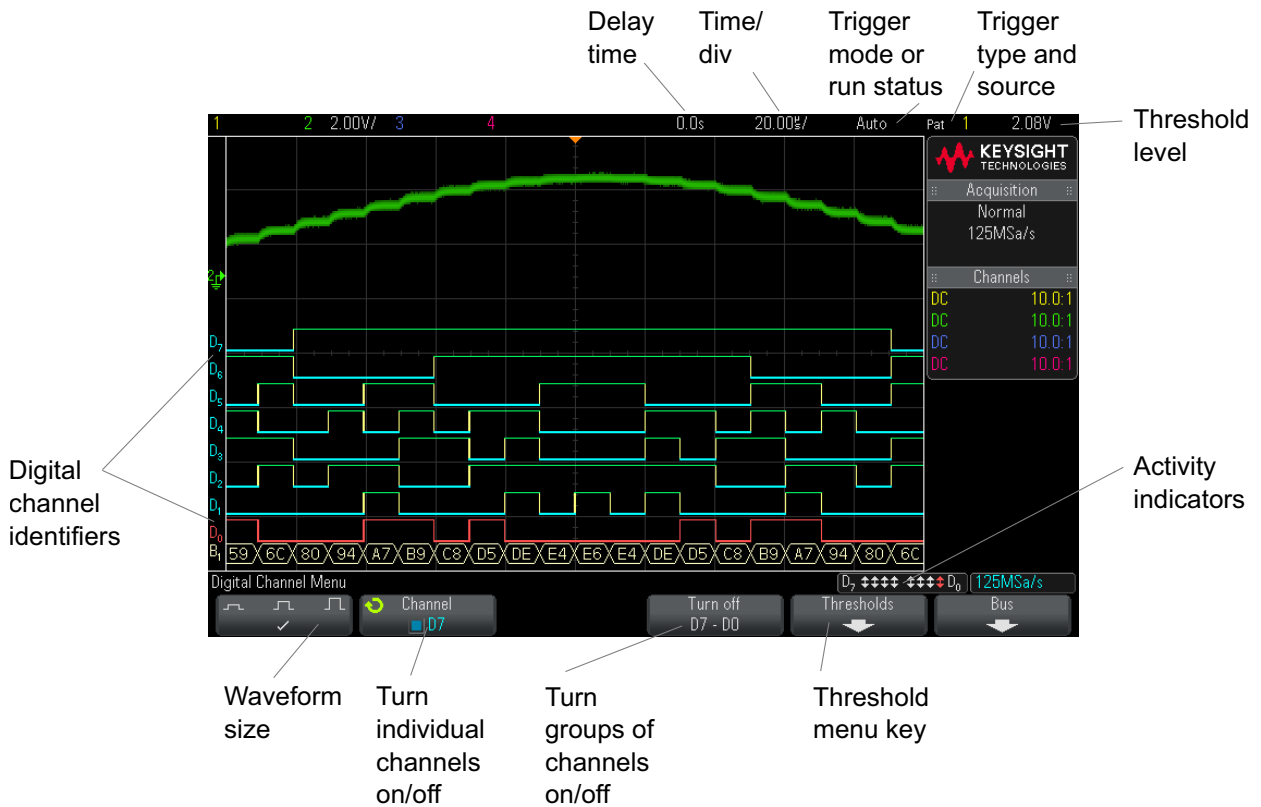 Delay
time
Time/
div
Trigger
mode or
run status
Trigger
type and
source
Threshold
level
1 2 2.00V/ 3 4 0.0s 20.00㎲/ Auto Pat 1 2.08V
KEYSIGHT
TECHNOLOGIES
Acquisition
Normal
125MSa/s
Channels
DC 10.0:1
DC 10.0:1
DC 10.0:1
DC 10.0:1
2
D7
D6
D5
D4
D3
D2
D1
D0
B1 59 6C 80 94 A7 B9 C8 D5 DE E4 E6 E4 DE D5 C8 B9 A7 94 80 6C
Digital
channel
identifiers
Activity
indicators
Digital Channel Menu
D7 D0 125MSa/s
Channel
D7
Turn off
D7 - D0
Thresholds
Bus
Waveform
size
Turn
individual
channels
on/off
Turn
groups of
channels
on/off
Threshold
menu key